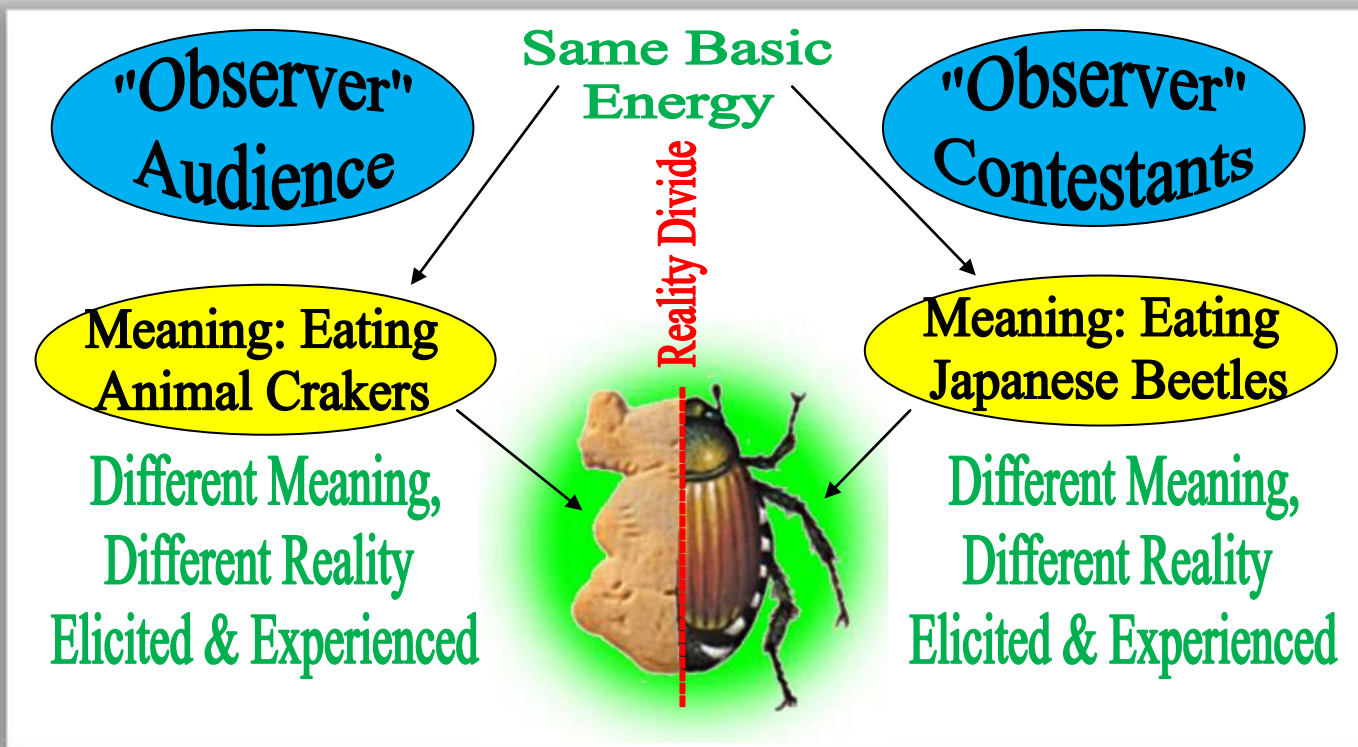 "Observer"
Audience
Same Basic
Energy
"Observer"
Contestants
Reality Divide
Meaning: Eating
Animal Crakers
Meaning: Eating
Japanese Beetles
Different Meaning,
Different Reality
Elicited & Experienced
Different Meaning,
Different Reality
Elicited & Experienced